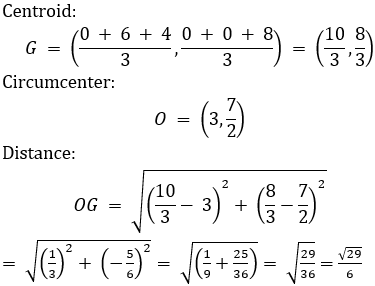 Centroid:
G = ((0 + 6 + 4)/3, (0 + 0 + 8)/3) = (10/3, 8/3)
Circumcenter:
O = (3, 7/2)
Distance:
OG = √((10/3 − 3)² + (8/3 − 7/2)²)
= √((1/3)² + (−5/6)²) = √((1/9 + 25/36)) = √(29/36) = √29/6